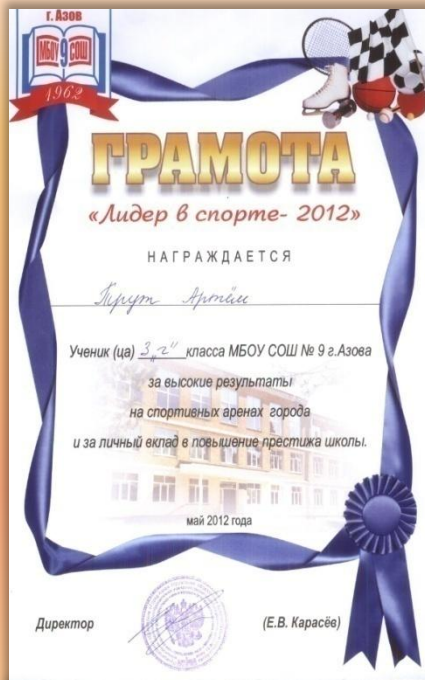 г. Азов
МБОУ 9 СОШ
1962
ГРАМОТА
«Лидер в спорте- 2012»
НАГРАЖДАЕТСЯ
Артём
Ученик (ца) 3 „г" класса МБОУ СОШ № 9 г.Азова
за высокие результаты
на спортивных аренах города
и за личный вклад в повышение престижа школы.
май 2012 года
Директор (Е.В. Карасёв)